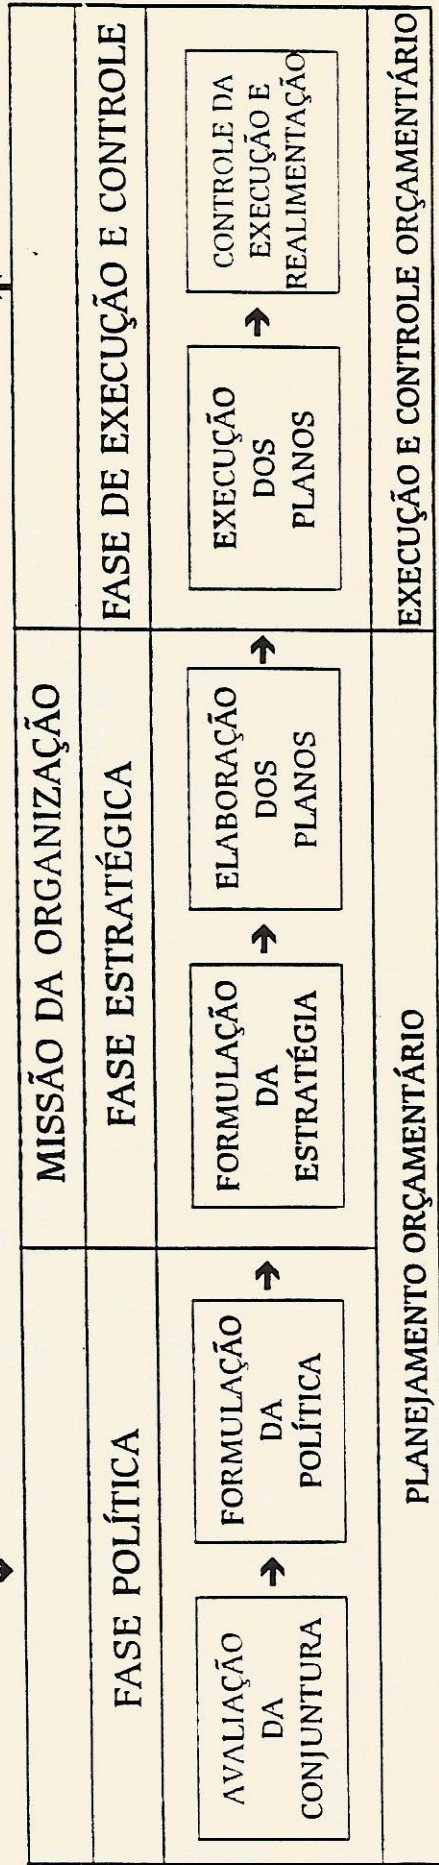 MISSÃO DA ORGANIZAÇÃO
FASE POLÍTICA
FASE ESTRATÉGICA
FASE DE EXECUÇÃO E CONTROLE
AVALIAÇÃO
DA
CONJUNTURA
FORMULAÇÃO
DA
POLÍTICA
FORMULAÇÃO
DA
ESTRATÉGIA
ELABORAÇÃO
DOS
PLANOS
EXECUÇÃO
DOS
PLANOS
CONTROLE DA
EXECUÇÃO E
REALIMENTAÇÃO
PLANEJAMENTO ORÇAMENTÁRIO
EXECUÇÃO E CONTROLE ORÇAMENTÁRIO